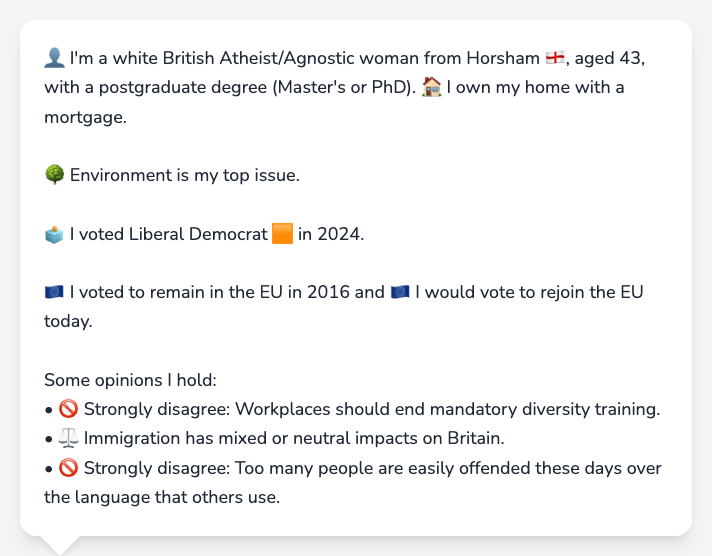 👤 I'm a white British Atheist/Agnostic woman from Horsham 🏴󠁧󠁢󠁥󠁮󠁧󠁿, aged 43,
with a postgraduate degree (Master's or PhD). 🏠 I own my home with a
mortgage.
🌳 Environment is my top issue.
🗳️ I voted Liberal Democrat 🟧 in 2024.
🇪🇺 I voted to remain in the EU in 2016 and 🇪🇺 I would vote to rejoin the EU
today.
Some opinions I hold:
• 🚫 Strongly disagree: Workplaces should end mandatory diversity training.
• ⚖️ Immigration has mixed or neutral impacts on Britain.
• 🚫 Strongly disagree: Too many people are easily offended these days over
the language that others use.